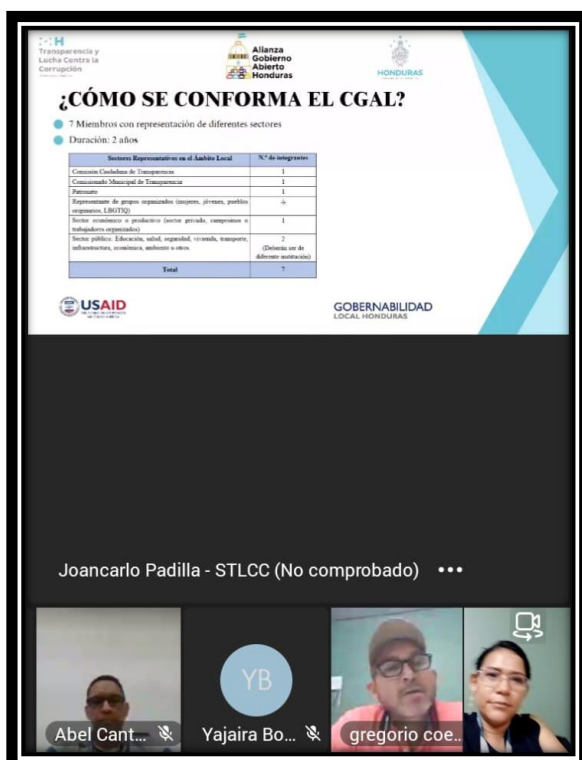 H
Transparencia y
Lucha Contra la
Corrupción
Alianza
Gobierno
Abierto
Honduras
HONDURAS
¿CÓMO SE CONFORMA EL CGAL?
7 Miembros con representación de diferentes sectores
Duración: 2 años
Sectores Representativos en el Ámbito Local N.º de integrantes
Comisión Ciudadana de Transparencia 1
Comisionado Municipal de Transparencia 1
Patronato 1
Representante de grupos organizados (mujeres, jóvenes, pueblos
originarios, LBGTIQ)
Sector económico o productivo (sector privado, campesinos o 1
trabajadores organizados)
Sector público: Educación, salud, seguridad, vivienda, transporte, 2
infraestructura, económica, ambiente u otros. (Deberán ser de
diferente institución)
Total 7
USAID
GOBERNABILIDAD
LOCAL HONDURAS
Joancarlo Padilla - STLCC (No comprobado) •••
YB
Abel Cant...
Yajaira Bo...
gregorio coe..